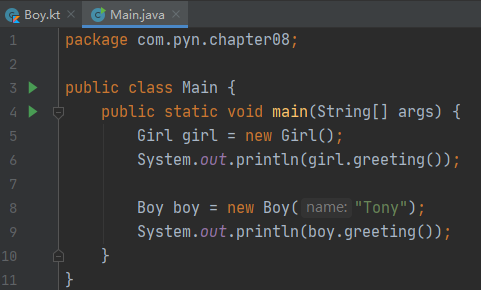 Boy.kt Main.java
1 package com.pyn.chapter08;
2
3 public class Main {
4 public static void main(String[] args) {
5 Girl girl = new Girl();
6 System.out.println(girl.greeting());
7
8 Boy boy = new Boy( name: "Tony");
9 System.out.println(boy.greeting());
10 }
11 }